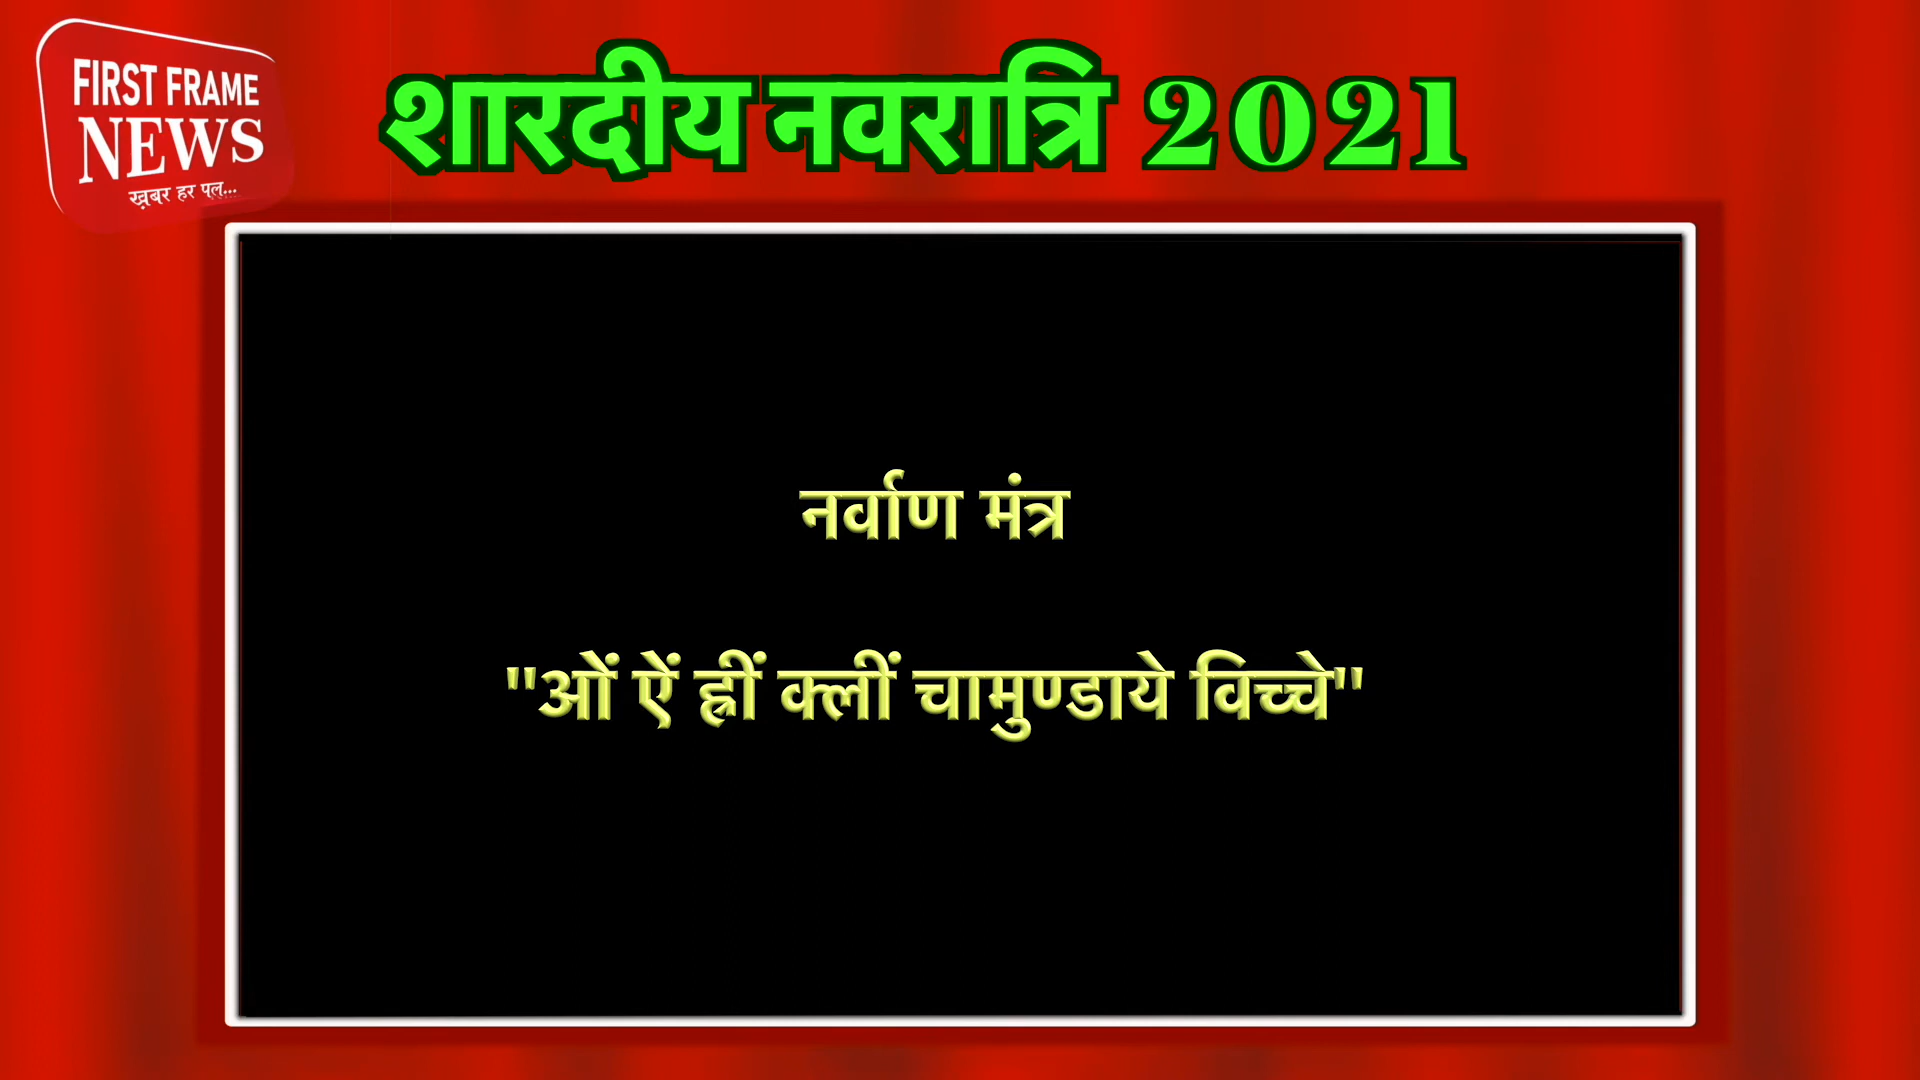 FIRST FRAME
NEWS
ख़बर हर पल...
शारदीय नवरात्रि 2021
नर्वाण मंत्र
"ओं ऐं ह्रीं क्लीं चामुण्डाये विच्चे"